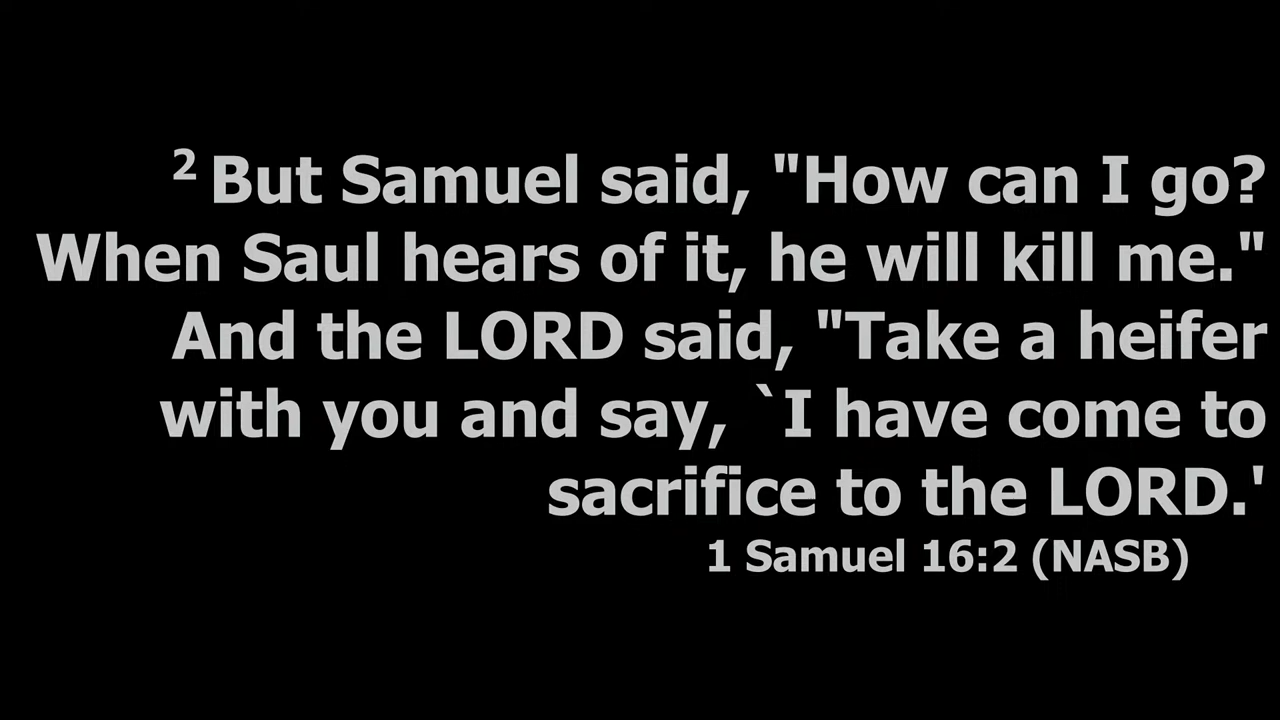 ² But Samuel said, "How can I go?
When Saul hears of it, he will kill me."
And the LORD said, "Take a heifer
with you and say, `I have come to
sacrifice to the LORD.'
1 Samuel 16:2 (NASB)